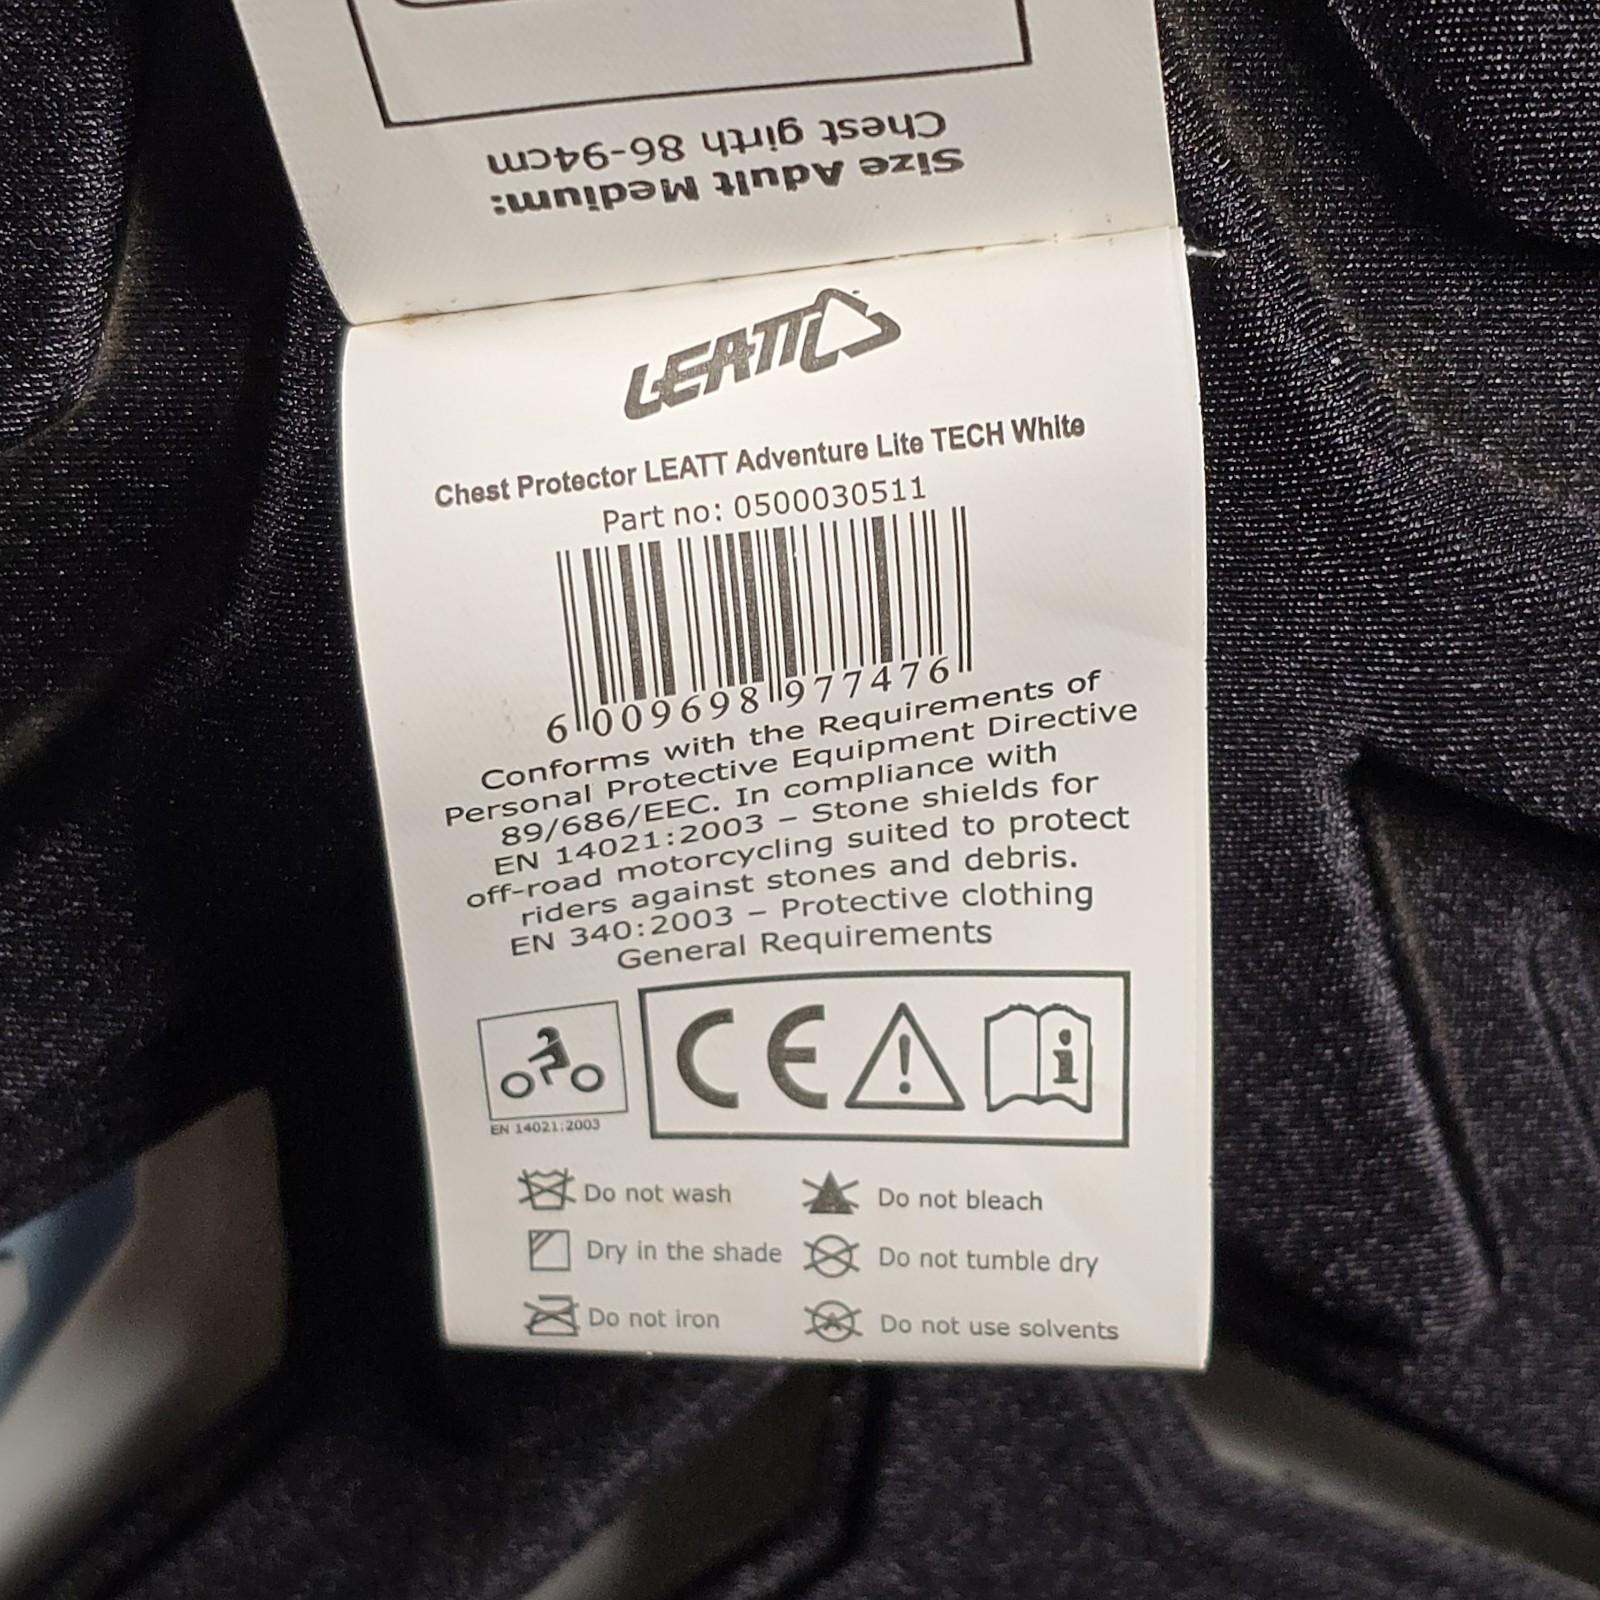 Size Adult Medium:
Chest girth 86-94cm
LEATT
Chest Protector LEATT Adventure Lite TECH White
Part no: 0500030511
6 009698 977476
Conforms with the Requirements of
Personal Protective Equipment Directive
89/686/EEC. In compliance with
EN 14021:2003 – Stone shields for
off-road motorcycling suited to protect
riders against stones and debris.
EN 340:2003 – Protective clothing
General Requirements
CE
EN 14021:2003
Do not wash
Do not bleach
Dry in the shade
Do not tumble dry
Do not iron
Do not use solvents